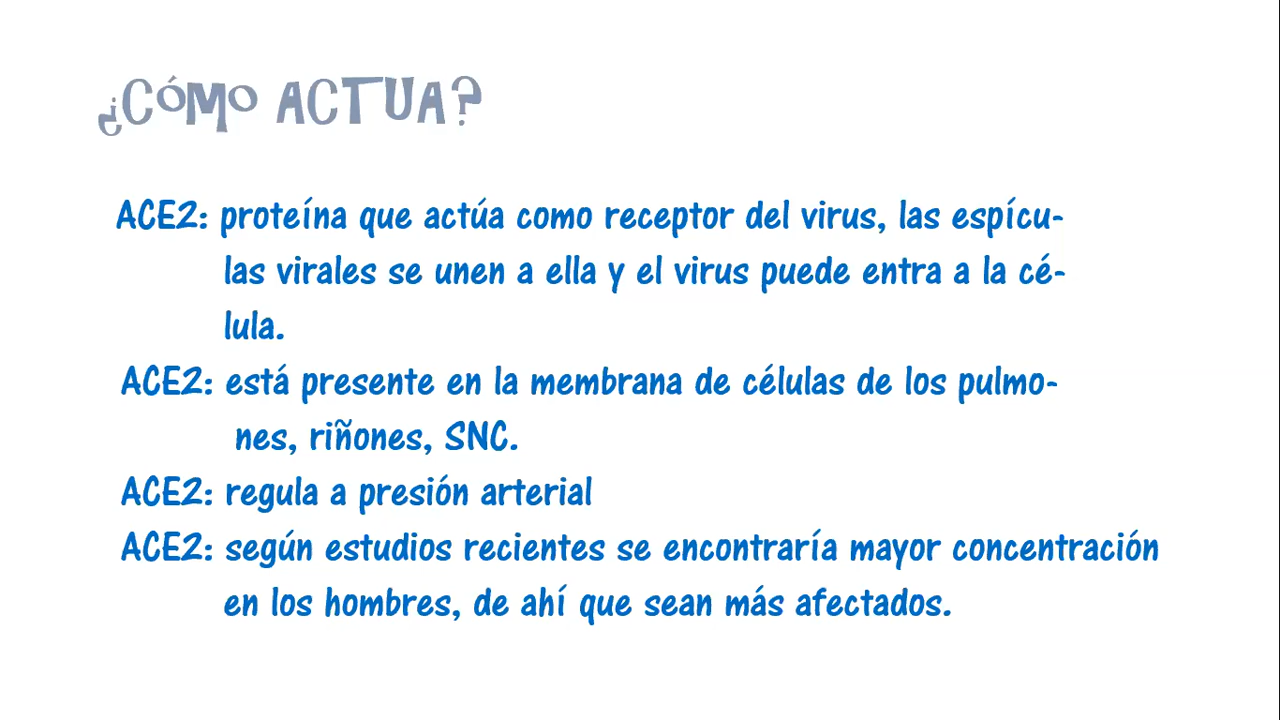 ¿CÓMO ACTUA?
ACE2: proteína que actúa como receptor del virus, las espícu-
las virales se unen a ella y el virus puede entra a la cé-
lula.
ACE2: está presente en la membrana de células de los pulmo-
nes, riñones, SNC.
ACE2: regula a presión arterial
ACE2: según estudios recientes se encontraría mayor concentración
en los hombres, de ahí que sean más afectados.